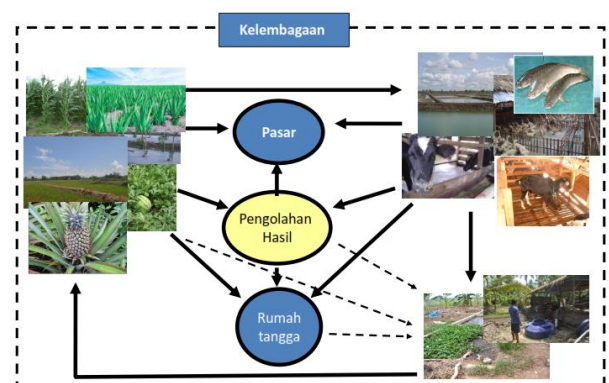 Kelembagaan
Pasar
Pengolahan
Hasil
Rumah
tangga